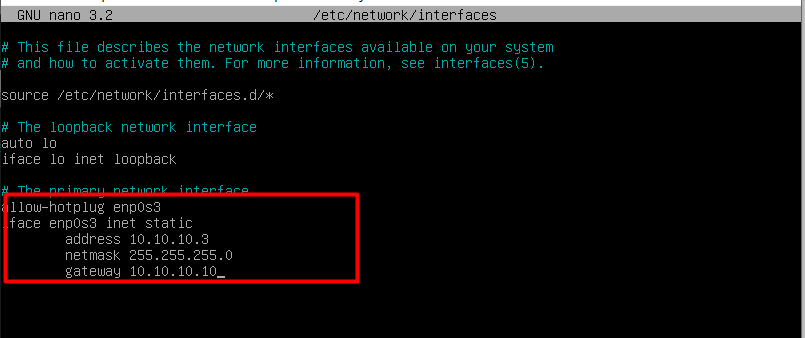 GNU nano 3.2 /etc/network/interfaces
# This file describes the network interfaces available on your system
# and how to activate them. For more information, see interfaces(5).
source /etc/network/interfaces.d/*
# The loopback network interface
auto lo
iface lo inet loopback
# The primary network interface
allow-hotplug enp0s3
iface enp0s3 inet static
address 10.10.10.3
netmask 255.255.255.0
gateway 10.10.10.10_